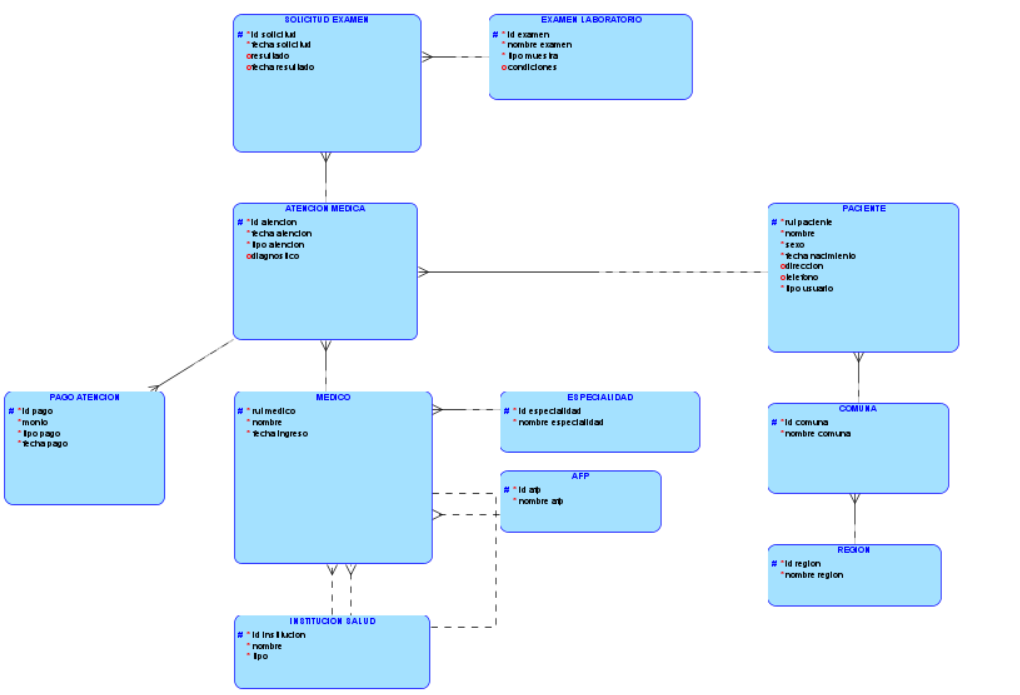 SOLICITUD EXAMEN
# * id solicitud
* fecha solicitud
o resultado
o fecha resultado
EXAMEN LABORATORIO
# * id examen
* nombre examen
* tipo muestra
o condiciones
ATENCION MEDICA
# * id atencion
* fecha atencion
* tipo atencion
o diagnostico
PACIENTE
# * rut paciente
* nombre
* sexo
* fecha nacimiento
o direccion
o telefono
* tipo usuario
PAGO ATENCION
# * id pago
* monto
* tipo pago
* fecha pago
MEDICO
# * rut medico
* nombre
* fecha ingreso
ESPECIALIDAD
# * id especialidad
* nombre especialidad
AFP
# * id afp
* nombre afp
COMUNA
# * id comuna
* nombre comuna
REGION
# * id region
* nombre region
INSTITUCION SALUD
# * id institucion
* nombre
* tipo